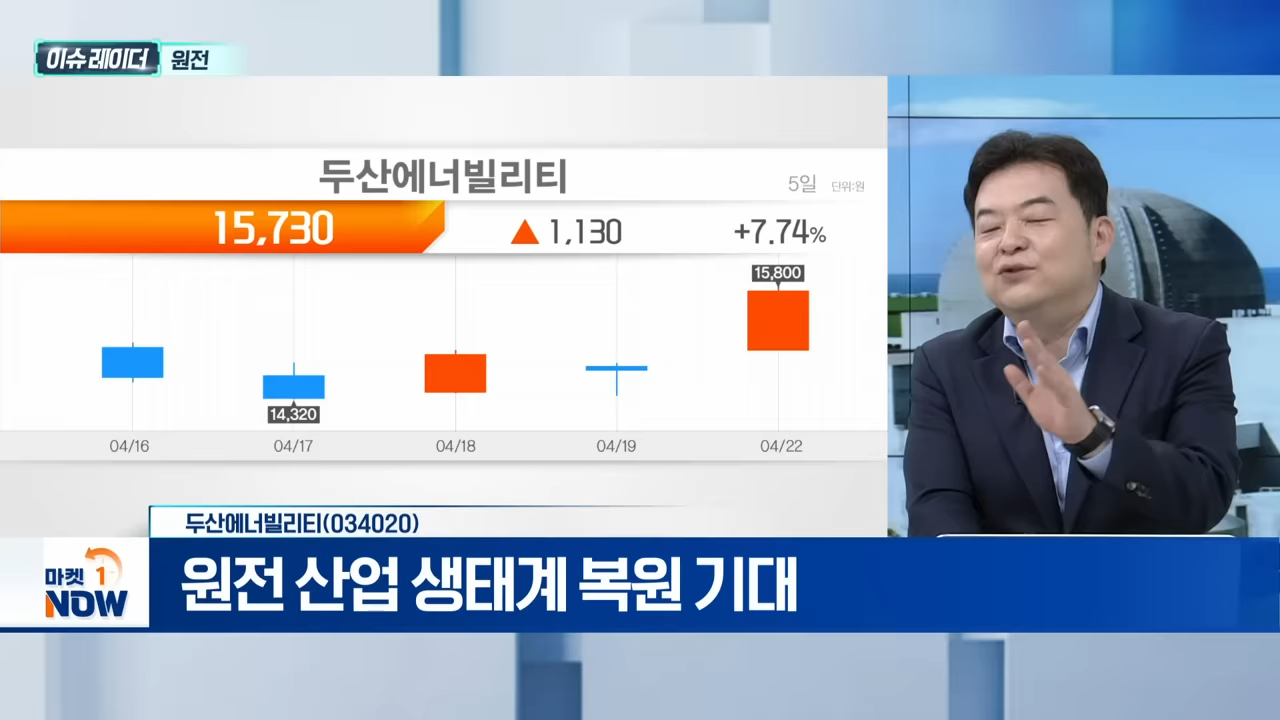 이슈 레이더 원전
두산에너빌리티
5일 단위:원
15,730 ▲ 1,130 +7.74%
15,800
14,320
04/16 04/17 04/18 04/19 04/22
두산에너빌리티(034020)
마켓 1
NOW
원전 산업 생태계 복원 기대